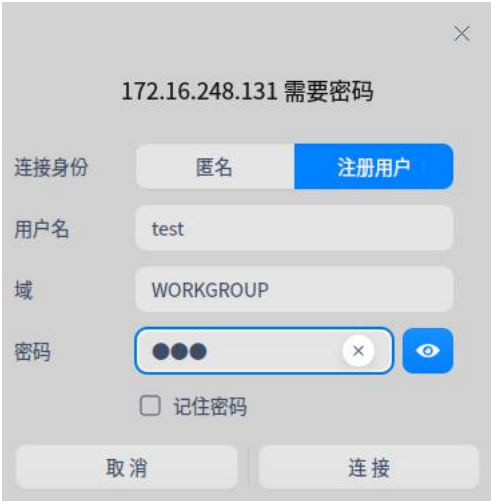 172.16.248.131 需要密码
连接身份 匿名 注册用户
用户名 test
域 WORKGROUP
密码 ●●●
记住密码
取消 连接